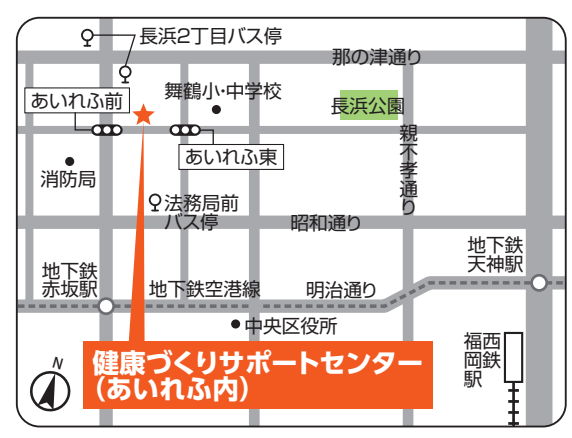 長浜2丁目バス停
那の津通り
あいれふ前
舞鶴小・中学校
長浜公園
あいれふ東
親不孝通り
消防局
法務局前
バス停
昭和通り
地下鉄
天神駅
地下鉄
赤坂駅
地下鉄空港線
明治通り
中央区役所
西鉄
福岡駅
N
健康づくりサポートセンター
（あいれふ内）